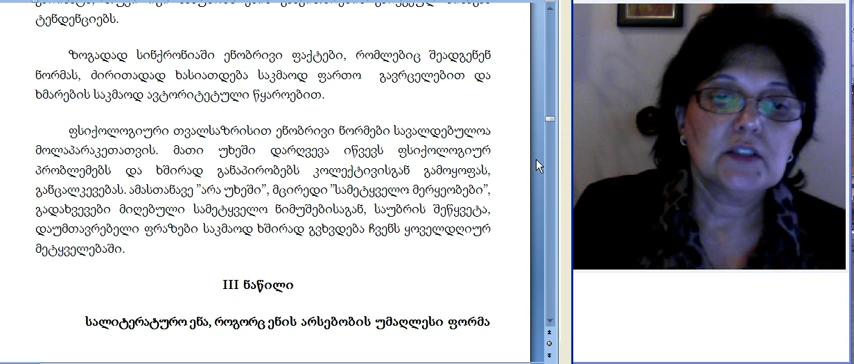 ტენდენციებს.
ზოგადად სინქრონიაში ენობრივი ფაქტები, რომლებიც შეადგენენ
ნორმას, ძირითადად ხასიათდება საკმაოდ ფართო გავრცელებით და
ხმარების საკმაოდ ავტორიტეტული წყაროებით.
ფსიქოლოგიური თვალსაზრისით ენობრივი ნორმები სავალდებულოა
მოლაპარაკეთათვის. მათი უხეში დარღვევა იწვევს ფსიქოლოგიურ
პრობლემებს და ხშირად განაპირობებს კოლექტივისგან გამოყოფას,
განცალკევებას. ამასთანავე ”არა უხეში”, მცირედი ”სამეტყველო მერყეობები”,
გადახვევები მიღებული სამეტყველო ნიმუშებისაგან, საუბრის შეწყვეტა,
დაუმთავრებელი ფრაზები საკმაოდ ხშირად გვხვდება ჩვენს ყოველდღიურ
მეტყველებაში.
III ნაწილი
სალიტერატურო ენა, როგორც ენის არსებობის უმაღლესი ფორმა